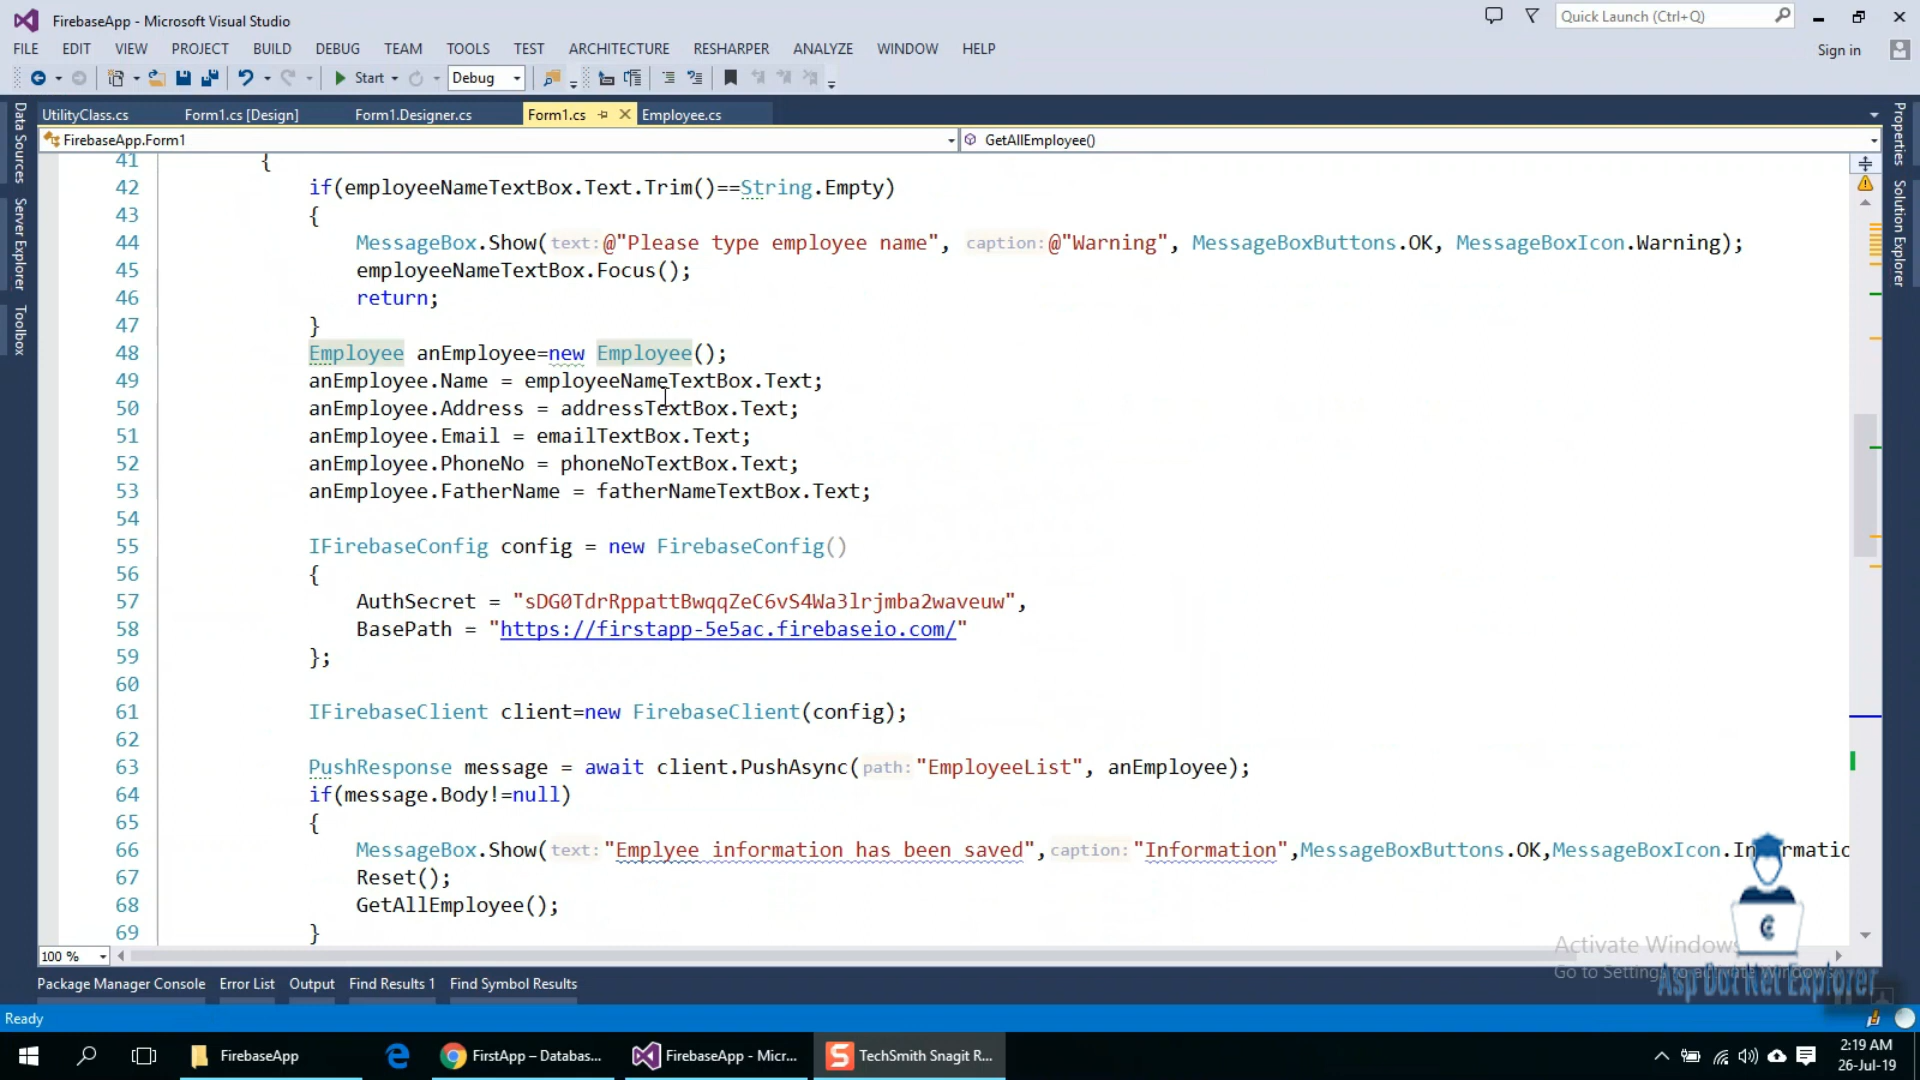 FirebaseApp - Microsoft Visual Studio
Quick Launch (Ctrl+Q)
FILE EDIT VIEW PROJECT BUILD DEBUG TEAM TOOLS TEST ARCHITECTURE RESHARPER ANALYZE WINDOW HELP
Sign in
Start Debug
UtilityClass.cs Form1.cs [Design] Form1.Designer.cs Form1.cs Employee.cs
FirebaseApp.Form1 GetAllEmployee()
Data Sources
Server Explorer
Toolbox
Properties
Solution Explorer
41 {
42 if(employeeNameTextBox.Text.Trim()==String.Empty)
43 {
44 MessageBox.Show(text:@"Please type employee name", caption:@"Warning", MessageBoxButtons.OK, MessageBoxIcon.Warning);
45 employeeNameTextBox.Focus();
46 return;
47 }
48 Employee anEmployee=new Employee();
49 anEmployee.Name = employeeNameTextBox.Text;
50 anEmployee.Address = addressTextBox.Text;
51 anEmployee.Email = emailTextBox.Text;
52 anEmployee.PhoneNo = phoneNoTextBox.Text;
53 anEmployee.FatherName = fatherNameTextBox.Text;
54
55 IFirebaseConfig config = new FirebaseConfig()
56 {
57 AuthSecret = "sDG0TdrRppattBwqqZeC6vS4Wa3lrjmba2waveuw",
58 BasePath = "https://firstapp-5e5ac.firebaseio.com/"
59 };
60
61 IFirebaseClient client=new FirebaseClient(config);
62
63 PushResponse message = await client.PushAsync(path:"EmployeeList", anEmployee);
64 if(message.Body!=null)
65 {
66 MessageBox.Show(text:"Emplyee information has been saved",caption:"Information",MessageBoxButtons.OK,MessageBoxIcon.
67 Reset();
68 GetAllEmployee();
69 }
100 %
Activate Windows
Go to Settings to activate Windows.
Asp Dot Net Explorer
Package Manager Console Error List Output Find Results 1 Find Symbol Results
Ready
FirebaseApp FirstApp – Databas... FirebaseApp - Micr... TechSmith Snagit R...
2:19 AM
26-Jul-19